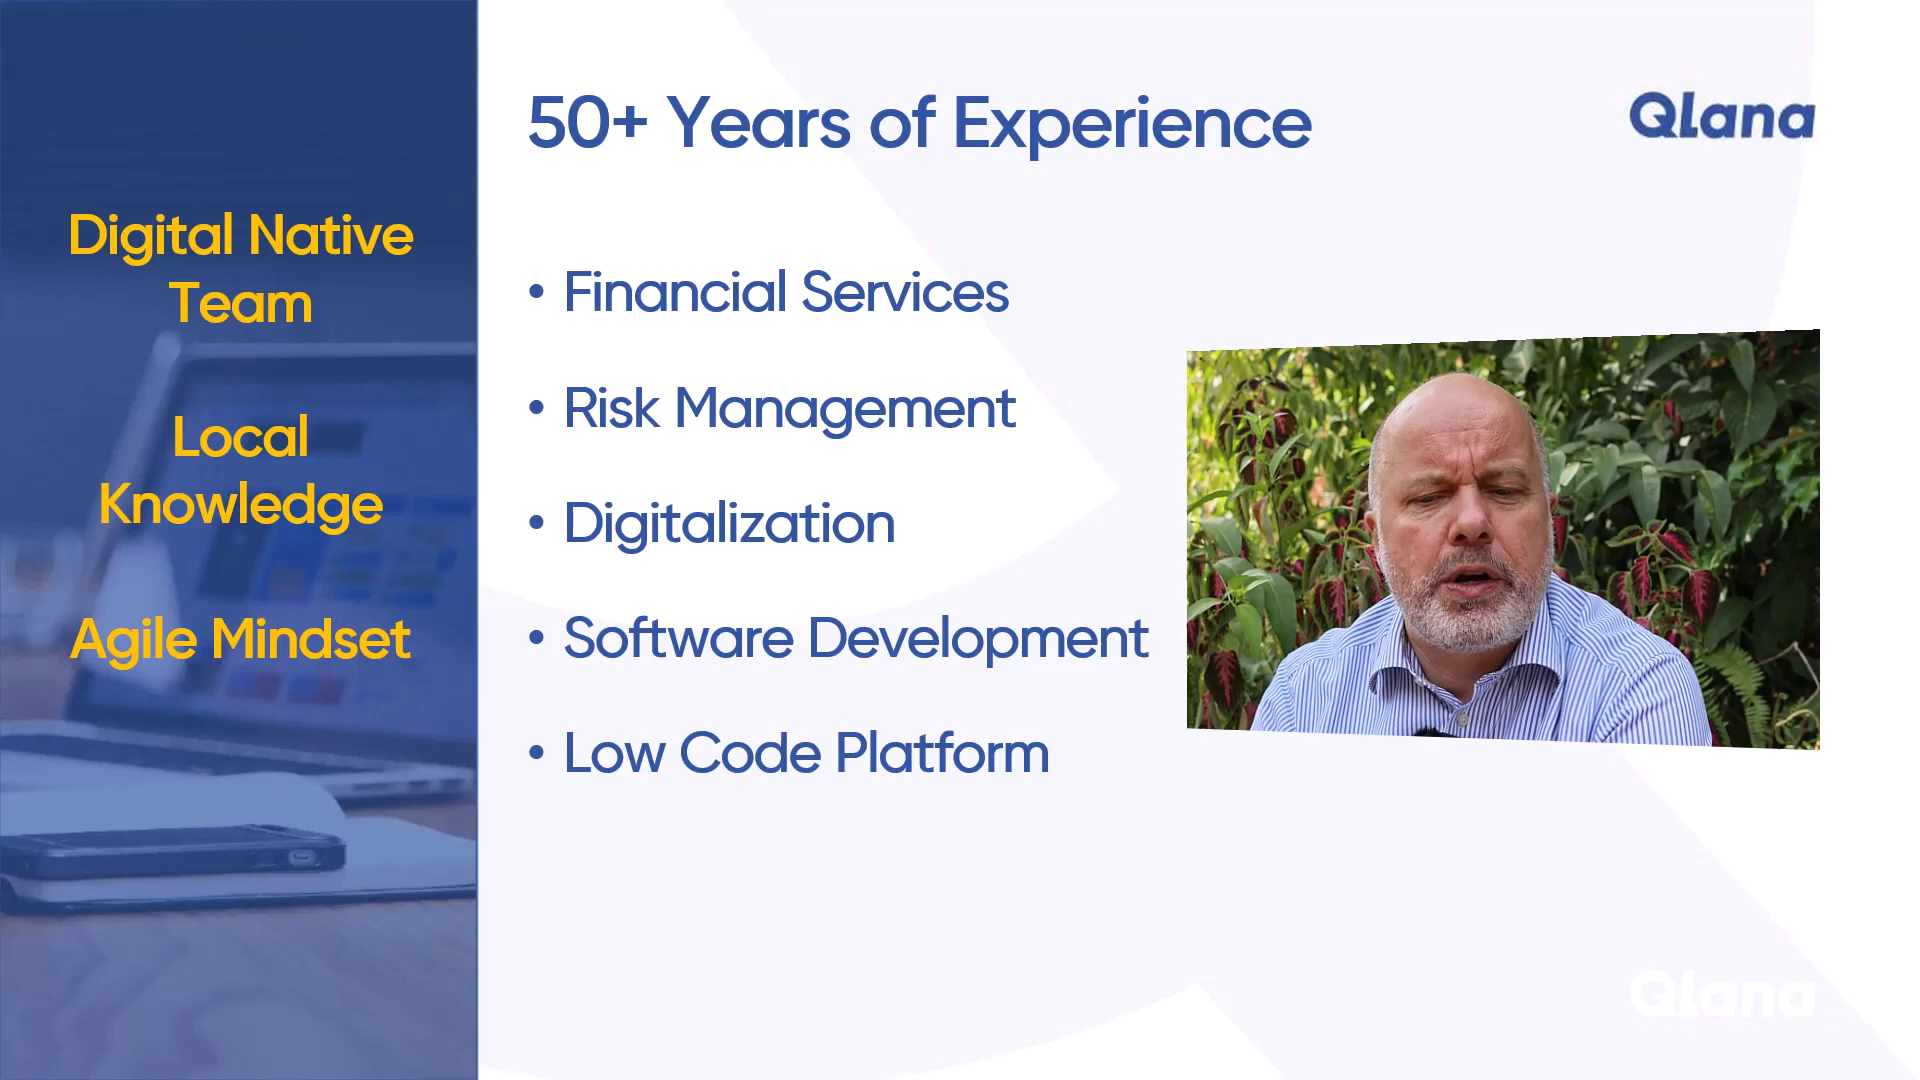 Digital Native
Team
Local
Knowledge
Agile Mindset
50+ Years of Experience
Qlana
• Financial Services
• Risk Management
• Digitalization
• Software Development
• Low Code Platform
Qlana